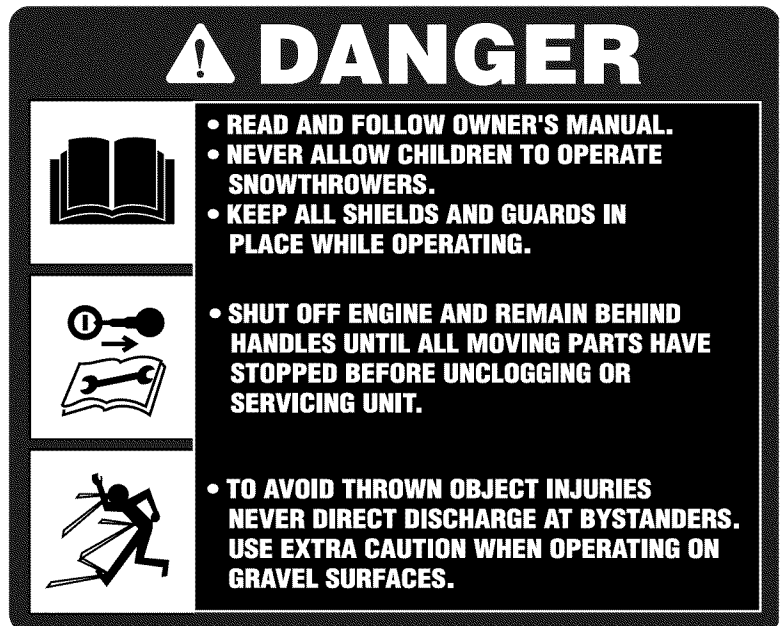 DANGER
• READ AND FOLLOW OWNER'S MANUAL.
• NEVER ALLOW CHILDREN TO OPERATE
SNOWTHROWERS.
• KEEP ALL SHIELDS AND GUARDS IN
PLACE WHILE OPERATING.
• SHUT OFF ENGINE AND REMAIN BEHIND
HANDLES UNTIL ALL MOVING PARTS HAVE
STOPPED BEFORE UNCLOGGING OR
SERVICING UNIT.
• TO AVOID THROWN OBJECT INJURIES
NEVER DIRECT DISCHARGE AT BYSTANDERS.
USE EXTRA CAUTION WHEN OPERATING ON
GRAVEL SURFACES.